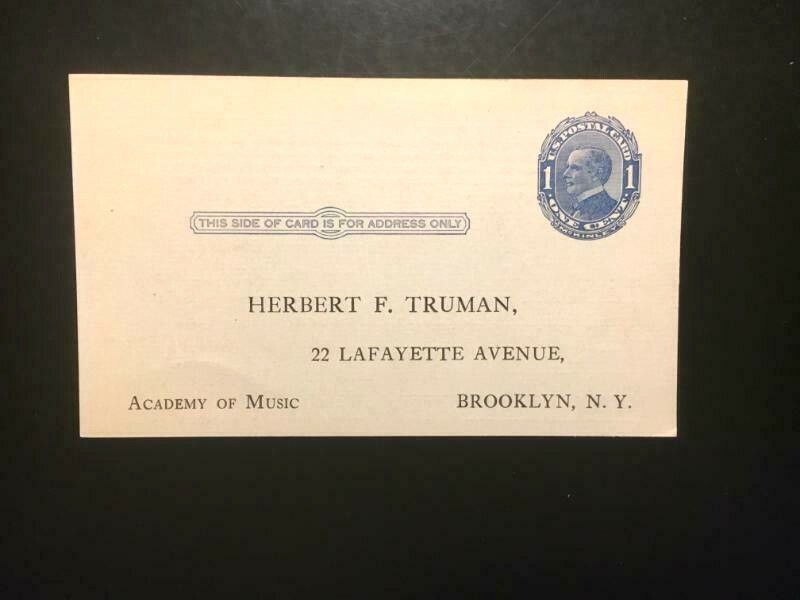 U.S. POSTAL CARD
1 1
ONE CENT
McKINLEY
THIS SIDE OF CARD IS FOR ADDRESS ONLY
HERBERT F. TRUMAN,
22 LAFAYETTE AVENUE,
ACADEMY OF MUSIC BROOKLYN, N. Y.